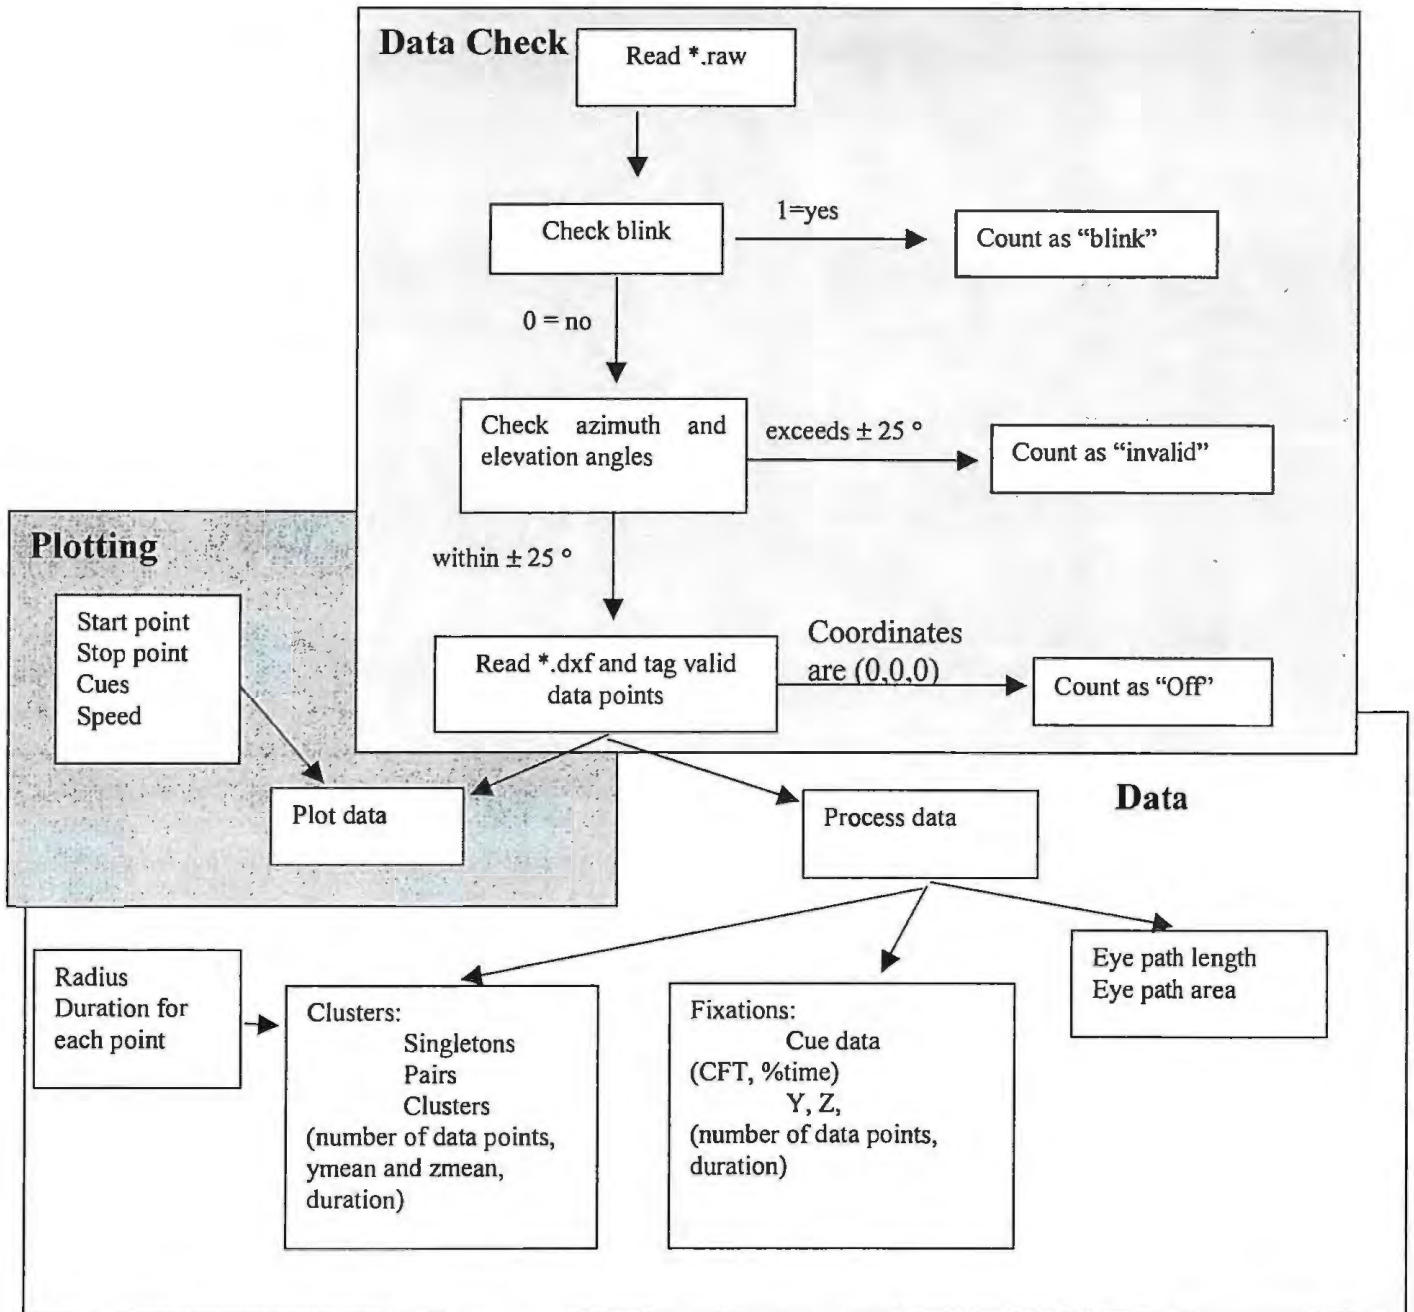 Data Check
Read *.raw
Check blink
1=yes
Count as “blink”
0 = no
Check azimuth and
elevation angles
exceeds ± 25 °
Count as “invalid”
within ± 25 °
Read *.dxf and tag valid
data points
Coordinates
are (0,0,0)
Count as “Off”
Plotting
Start point
Stop point
Cues
Speed
Plot data
Data
Process data
Radius
Duration for
each point
Clusters:
Singletons
Pairs
Clusters
(number of data points,
ymean and zmean,
duration)
Fixations:
Cue data
(CFT, %time)
Y, Z,
(number of data points,
duration)
Eye path length
Eye path area